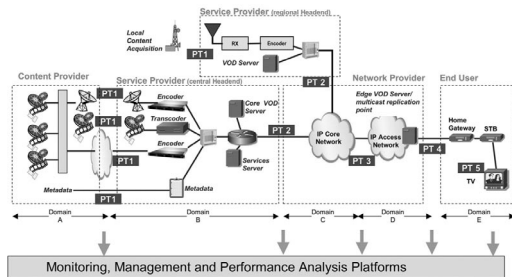 Service Provider (regional Headend)
Local
Content
Acquisition
RX
Encoder
PT1
VOD Server
PT 2
Content Provider
Service Provider (central Headend)
Network Provider
End User
PT1
Encoder
Core VOD
Server
Edge VOD Server/
multicast replication
point
Transcoder
PT1
Home
Gateway
STB
PT 2
IP Core
Network
IP Access
Network
PT1
Encoder
PT 3
PT 4
Services
Server
PT 5
TV
Metadata
Metadata
PT1
Domain
A
Domain
B
Domain
C
Domain
D
Domain
E
Monitoring, Management and Performance Analysis Platforms